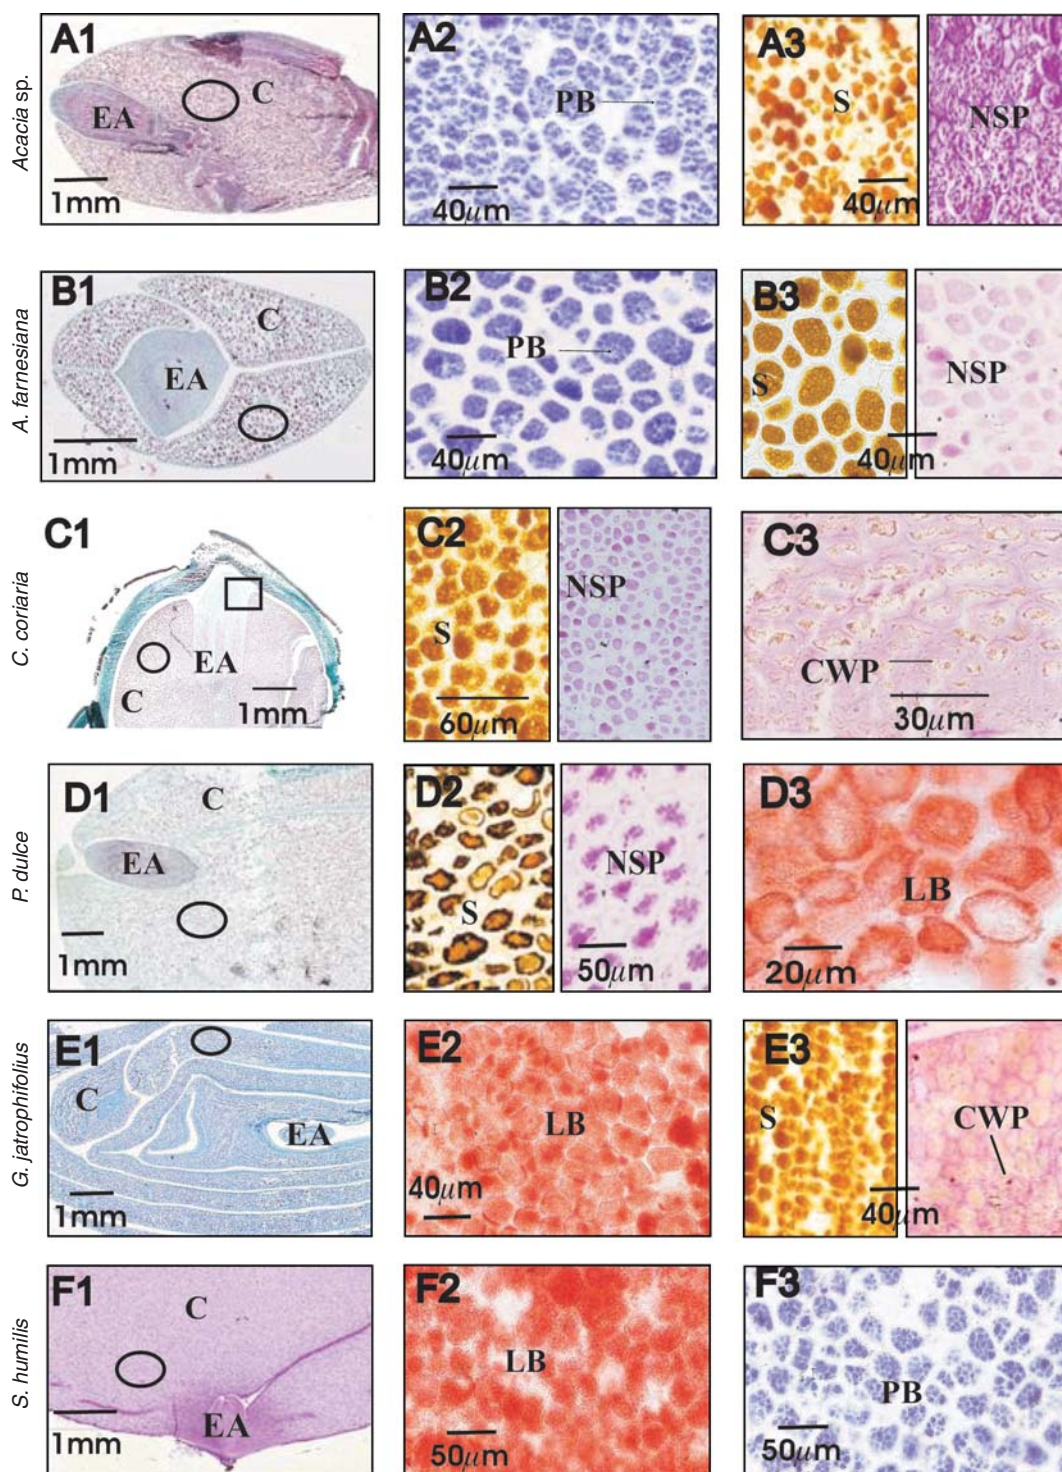 Acacia sp.
A1
C
EA
1mm
A2
PB
40μm
A3
S
40μm
NSP
A. farnesiana
B1
C
EA
1mm
B2
PB
40μm
B3
S
40μm
NSP
C. coriaria
C1
EA
C
1mm
C2
S
60μm
NSP
C3
CWP
30μm
P. dulce
D1
C
EA
1mm
D2
S
NSP
50μm
D3
LB
20μm
G. jatrophifolius
E1
C
EA
1mm
E2
LB
40μm
E3
S
40μm
CWP
S. humilis
F1
C
EA
1mm
F2
LB
50μm
F3
PB
50μm